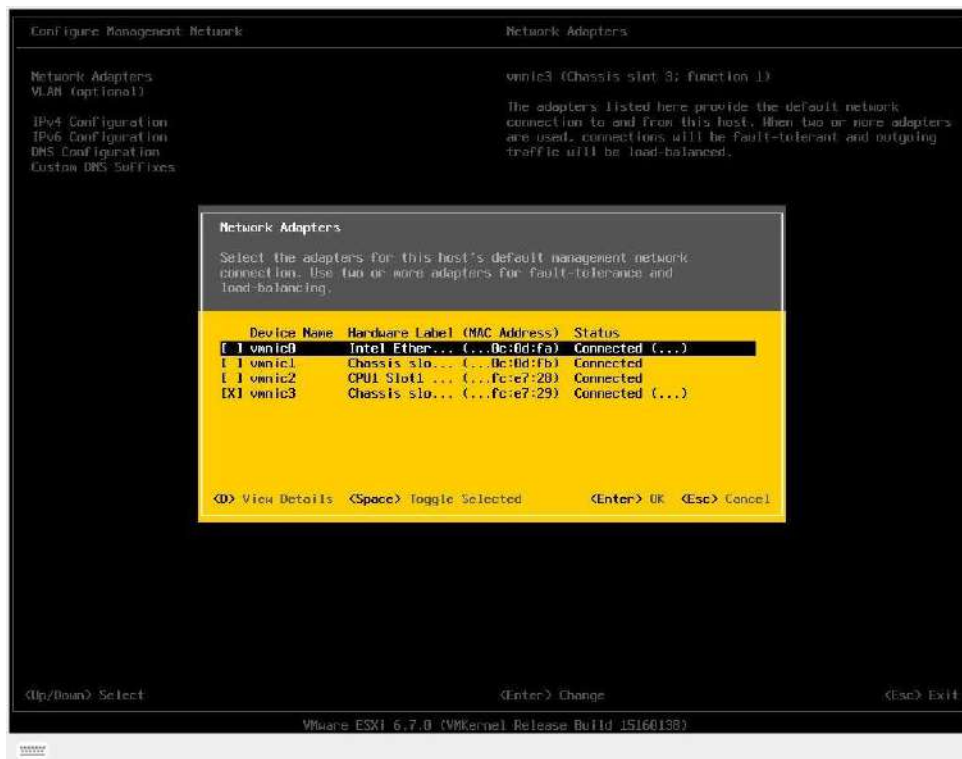 Configure Management Network
Network Adapters
Network Adapters
VLAN (optional)
IPv4 Configuration
IPv6 Configuration
DNS Configuration
Custom DNS Suffixes
vmnic3 (Chassis slot 3; function 1)
The adapters listed here provide the default network
connection to and from this host. When two or more adapters
are used, connections will be fault-tolerant and outgoing
traffic will be load-balanced.
Network Adapters
Select the adapters for this host's default management network
connection. Use two or more adapters for fault-tolerance and
load-balancing.
Device Name Hardware Label (MAC Address) Status
[ ] vmnic0 Intel Ether... (...0c:0d:fa) Connected (...)
[ ] vmnic1 Chassis slo... (...0c:0d:fb) Connected
[ ] vmnic2 CPU1 Slot1 ... (...fc:e7:28) Connected
[X] vmnic3 Chassis slo... (...fc:e7:29) Connected (...)
<D> View Details <Space> Toggle Selected <Enter> OK <Esc> Cancel
<Up/Down> Select <Enter> Change <Esc> Exit
VMware ESXi 6.7.0 (VMKernel Release Build 15160138)